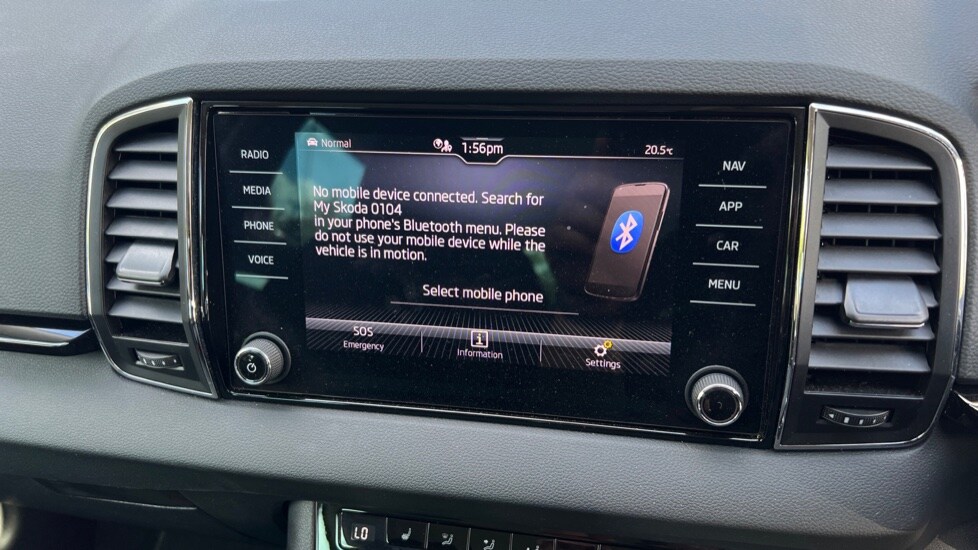 Normal
1:56pm
20.5°C
RADIO
MEDIA
PHONE
VOICE
No mobile device connected. Search for
My Skoda 0104
in your phone's Bluetooth menu. Please
do not use your mobile device while the
vehicle is in motion.
Select mobile phone
SOS
Emergency
i
Information
Settings
NAV
APP
CAR
MENU
LO